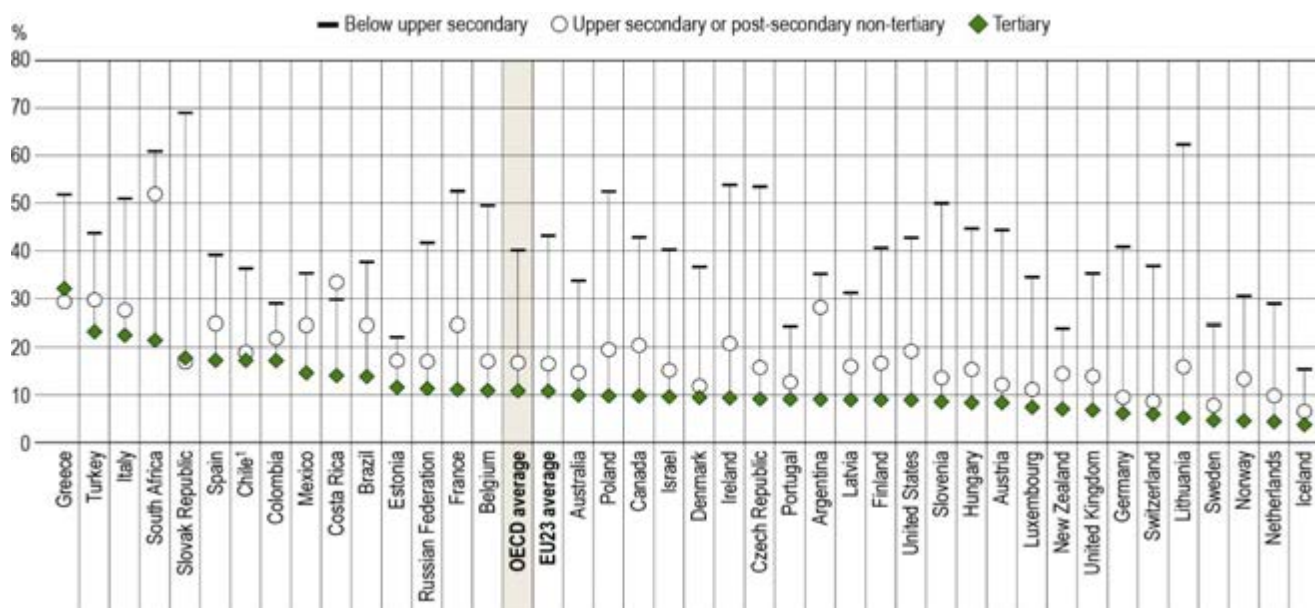 Below upper secondary Upper secondary or post-secondary non-tertiary Tertiary
%
80
70
60
50
40
30
20
10
0
Greece
Turkey
Italy
South Africa
Slovak Republic
Spain
Chile¹
Colombia
Mexico
Costa Rica
Brazil
Estonia
Russian Federation
France
Belgium
OECD average
EU23 average
Australia
Poland
Canada
Israel
Denmark
Ireland
Czech Republic
Portugal
Argentina
Latvia
Finland
United States
Slovenia
Hungary
Austria
Luxembourg
New Zealand
United Kingdom
Germany
Switzerland
Lithuania
Sweden
Norway
Netherlands
Iceland